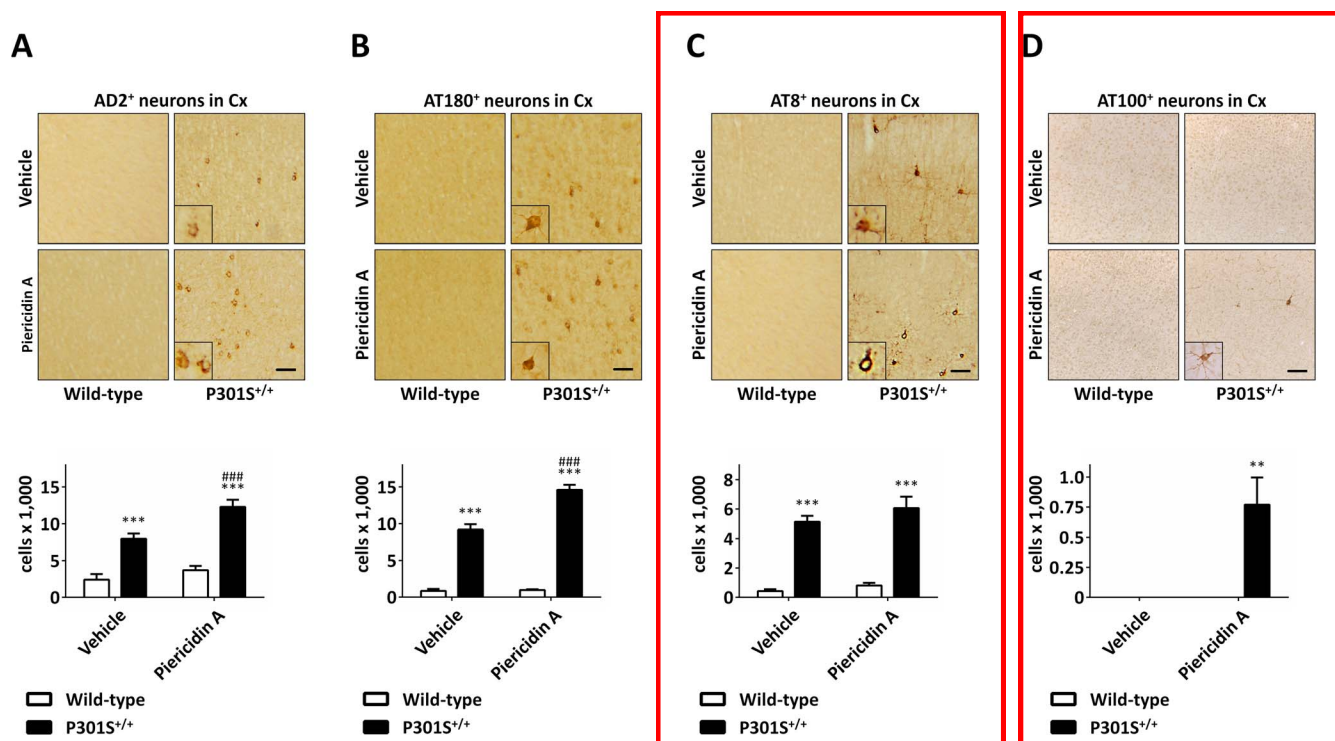 A
AD2⁺ neurons in Cx
Vehicle
Piericidin A
Wild-type
P301S⁺/⁺
15
10
5
0
cells x 1,000
***
###
***
Vehicle
Piericidin A
Wild-type
P301S⁺/⁺
B
AT180⁺ neurons in Cx
Vehicle
Piericidin A
Wild-type
P301S⁺/⁺
15
10
5
0
cells x 1,000
***
###
***
Vehicle
Piericidin A
Wild-type
P301S⁺/⁺
C
AT8⁺ neurons in Cx
Vehicle
Piericidin A
Wild-type
P301S⁺/⁺
8
6
4
2
0
cells x 1,000
***
***
Vehicle
Piericidin A
Wild-type
P301S⁺/⁺
D
AT100⁺ neurons in Cx
Vehicle
Piericidin A
Wild-type
P301S⁺/⁺
1.0
0.75
0.5
0.25
0
cells x 1,000
**
Vehicle
Piericidin A
Wild-type
P301S⁺/⁺